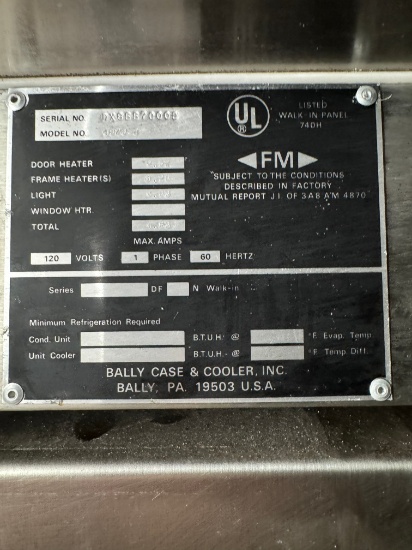 SERIAL NO.
MODEL NO.
UL
®
LISTED
WALK-IN PANEL
74DH
FM
"SUBJECT TO THE CONDITIONS
DESCRIBED IN FACTORY
MUTUAL REPORT J.I. OF 3A8 A'M 4870"
DOOR HEATER
FRAME HEATER(S)
LIGHT
WINDOW HTR.
TOTAL
MAX. AMPS
120 VOLTS 1 PHASE 60 HERTZ
Series DF N Walk-in
Minimum Refrigeration Required
Cond. Unit B.T.U.H. @ °F Evap. Temp.
Unit Cooler B.T.U.H. @ °F Temp. Diff.
BALLY CASE & COOLER, INC.
BALLY, PA. 19503 U.S.A.